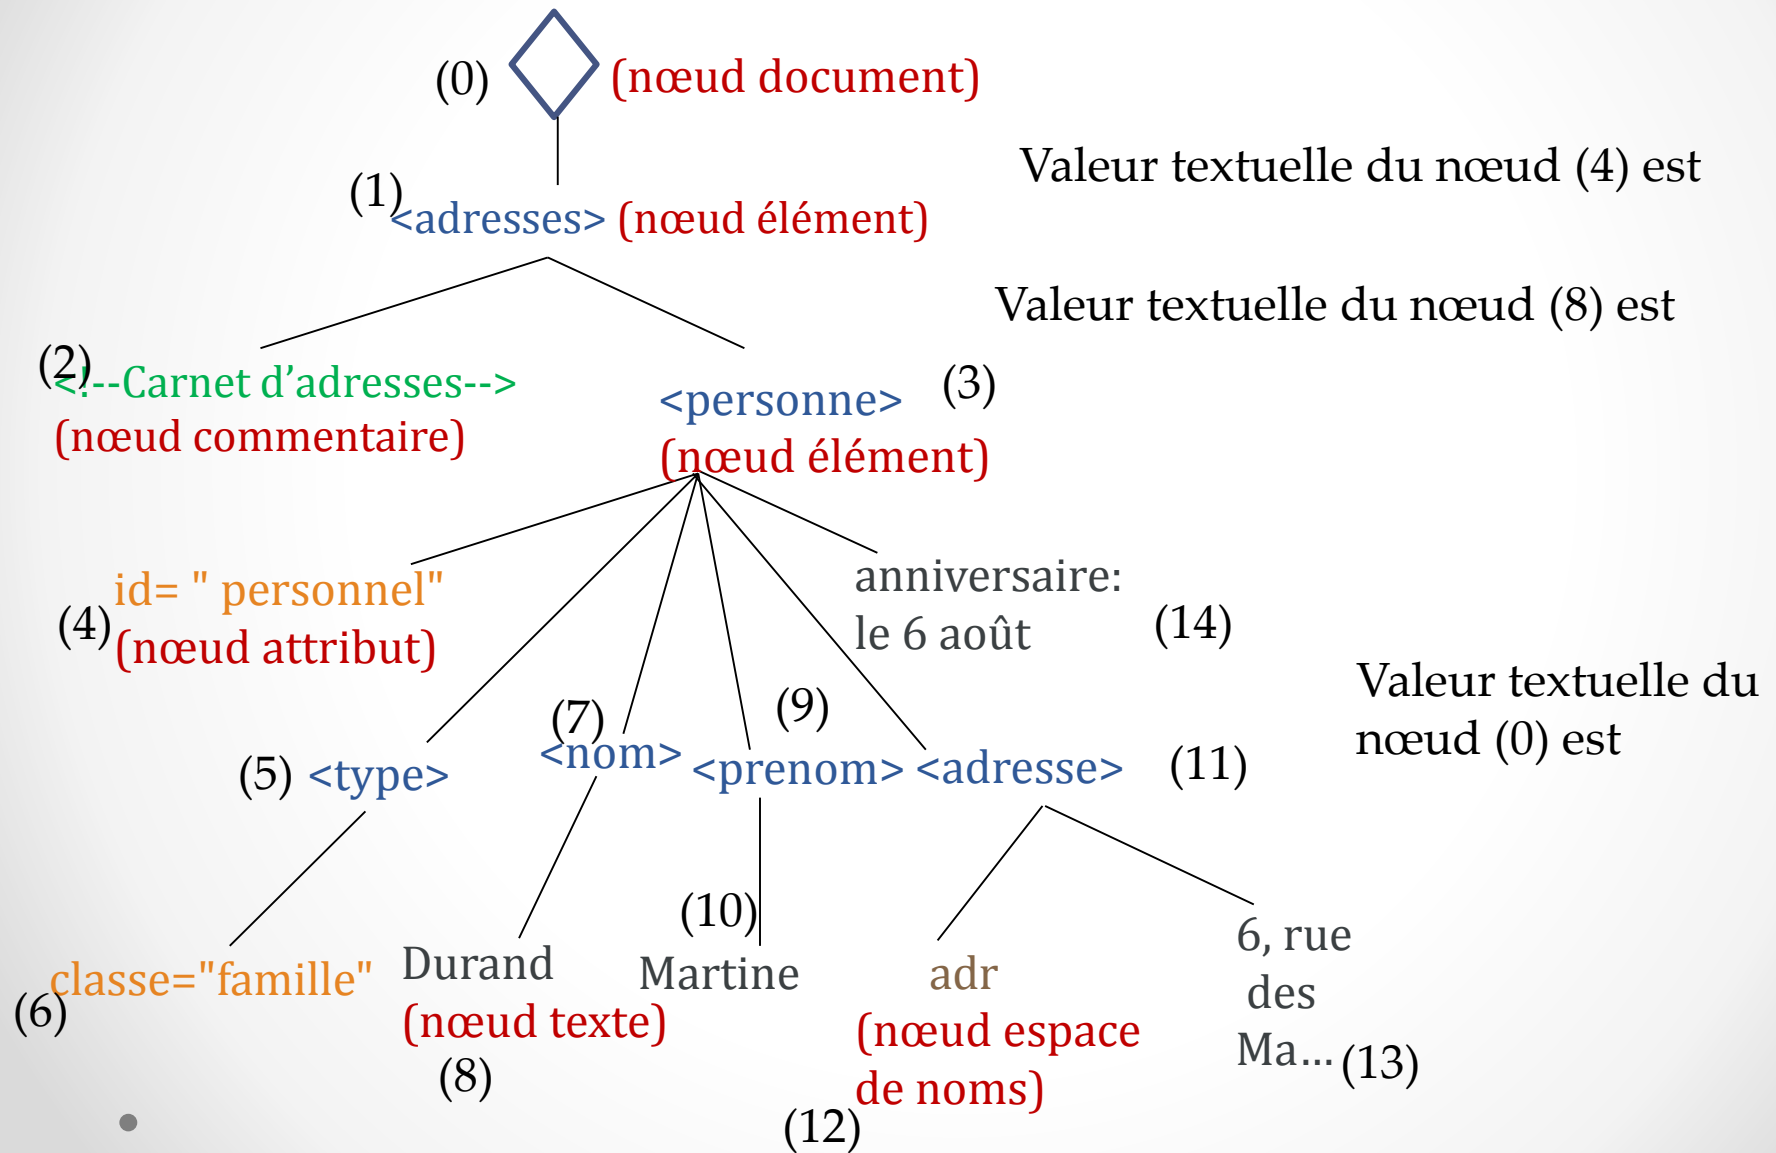 (0)
(nœud document)
Valeur textuelle du nœud (4) est
(1)
<adresses> (nœud élément)
Valeur textuelle du nœud (8) est
(2)
<!--Carnet d’adresses-->
(nœud commentaire)
<personne>
(nœud élément)
(3)
id= " personnel"
(nœud attribut)
(4)
anniversaire:
le 6 août
(14)
Valeur textuelle du
nœud (0) est
(5) <type>
(7)
<nom>
(9)
<prenom>
<adresse>
(11)
classe="famille"
(6)
Durand
(nœud texte)
(8)
(10)
Martine
adr
(nœud espace
de noms)
(12)
6, rue
des
Ma...
(13)